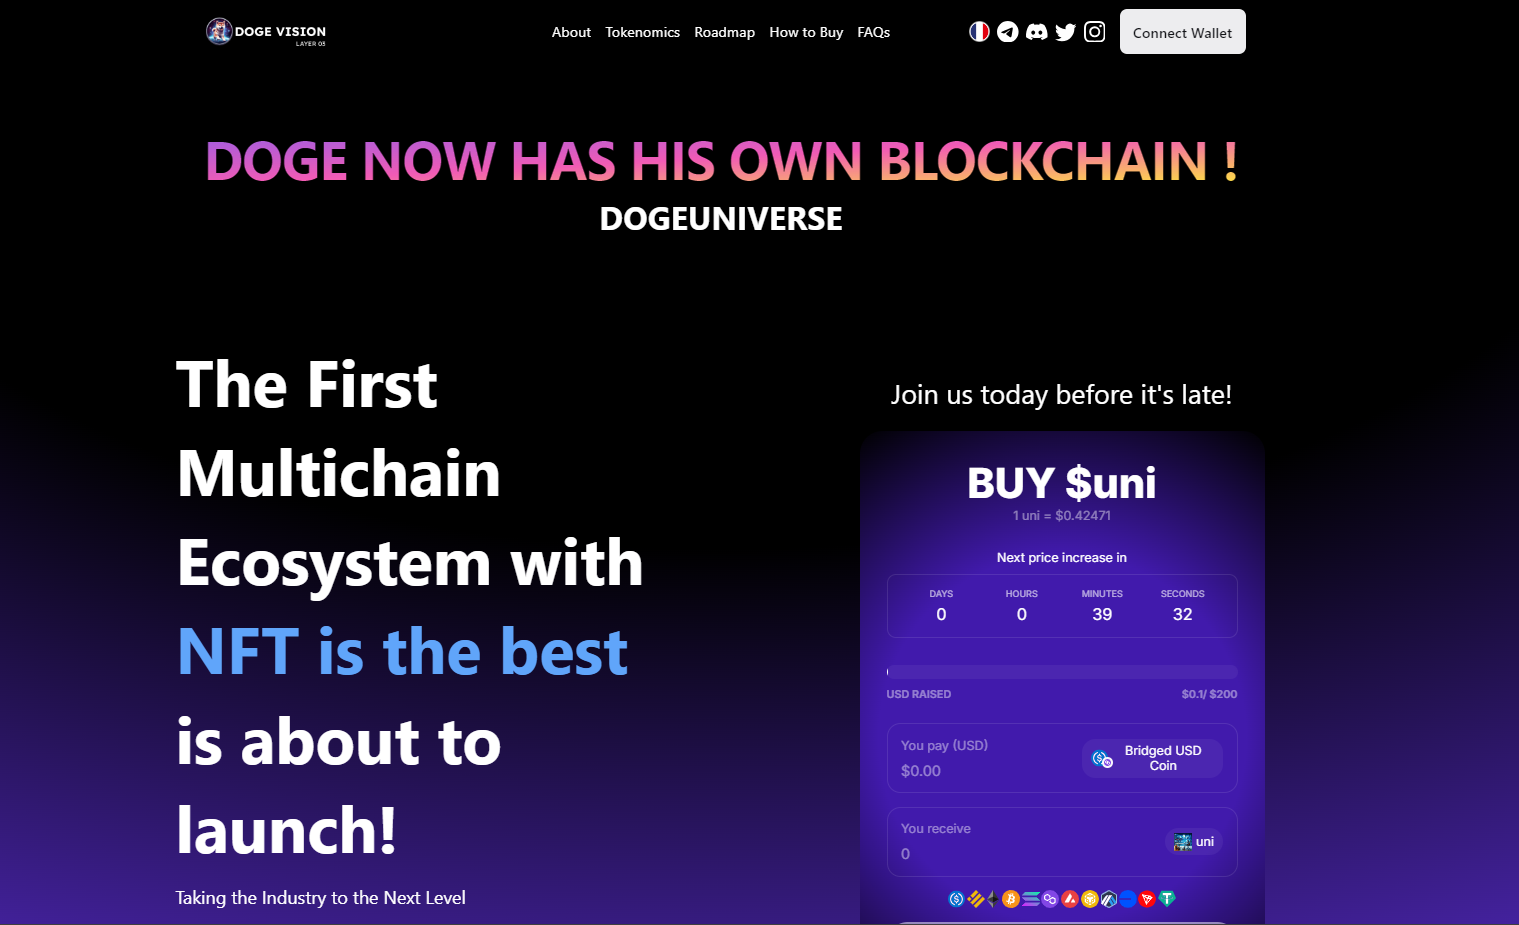 DOGE VISION
LAYER 03
About Tokenomics Roadmap How to Buy FAQs
Connect Wallet
DOGE NOW HAS HIS OWN BLOCKCHAIN !
DOGEUNIVERSE
The First
Multichain
Ecosystem with
NFT is the best
is about to
launch!
Taking the Industry to the Next Level
Join us today before it's late!
BUY $uni
1 uni = $0.42471
Next price increase in
DAYS HOURS MINUTES SECONDS
0 0 39 32
USD RAISED $0.1/ $200
You pay (USD)
$0.00
Bridged USD
Coin
You receive
0
uni